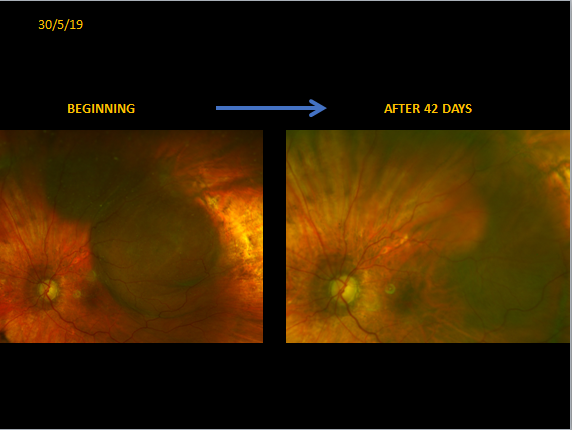 30/5/19
BEGINNING
AFTER 42 DAYS